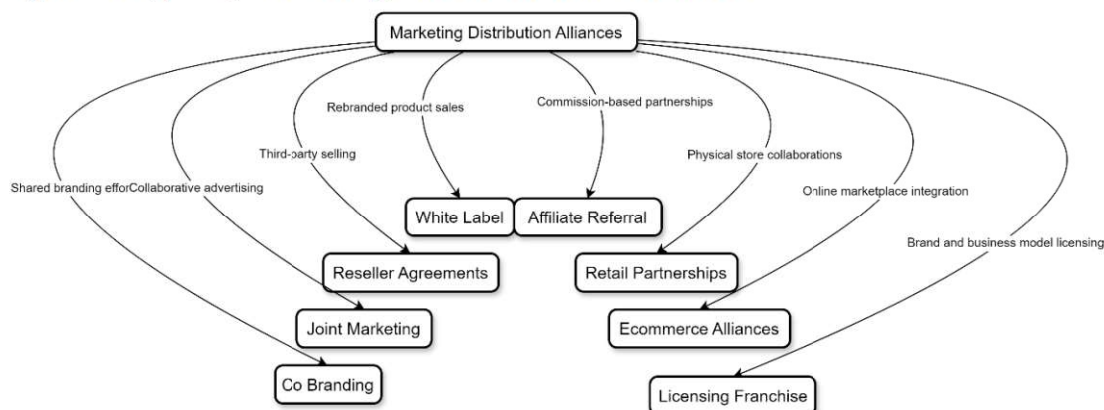 Marketing Distribution Alliances
Rebranded product sales
Commission-based partnerships
Third-party selling
Physical store collaborations
Shared branding effor
Collaborative advertising
Online marketplace integration
White Label
Affiliate Referral
Brand and business model licensing
Reseller Agreements
Retail Partnerships
Joint Marketing
Ecommerce Alliances
Co Branding
Licensing Franchise